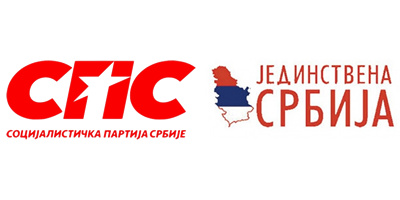 СПС
СОЦИЈАЛИСТИЧКА ПАРТИЈА СРБИЈЕ
ЈЕДИНСТВЕНА
СРБИЈА